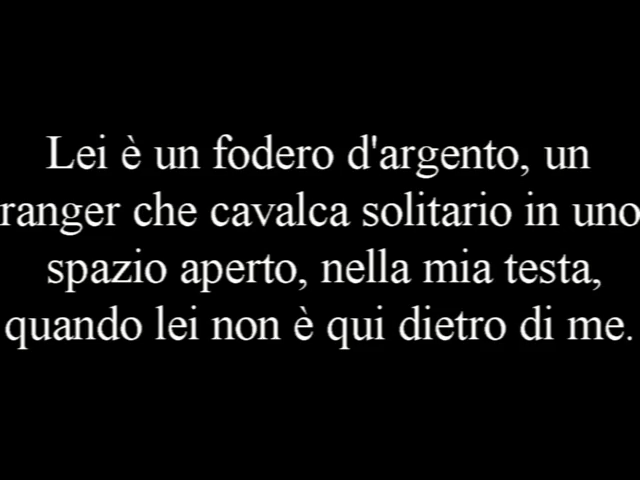 Lei è un fodero d'argento, un
ranger che cavalca solitario in uno
spazio aperto, nella mia testa,
quando lei non è qui dietro di me.